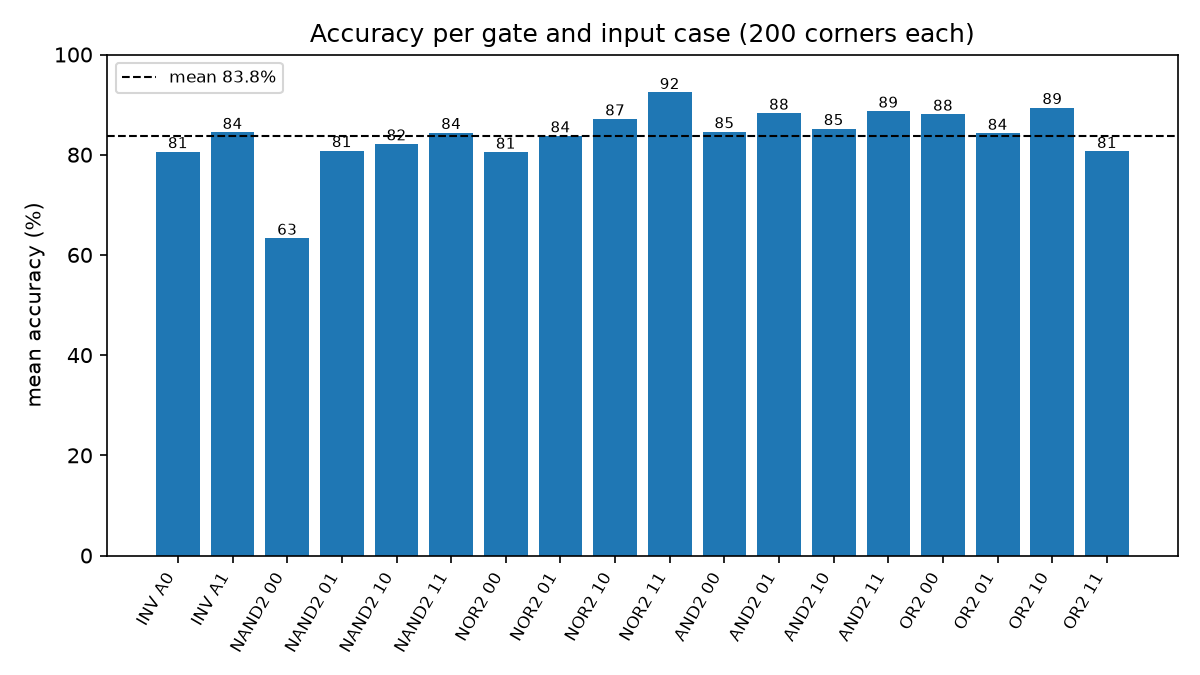 Accuracy per gate and input case (200 corners each)
mean accuracy (%)
100
80
60
40
20
0
mean 83.8%
81
84
63
81
82
84
81
84
87
92
85
88
85
89
88
84
89
81
INV A0
INV A1
NAND2 00
NAND2 01
NAND2 10
NAND2 11
NOR2 00
NOR2 01
NOR2 10
NOR2 11
AND2 00
AND2 01
AND2 10
AND2 11
OR2 00
OR2 01
OR2 10
OR2 11